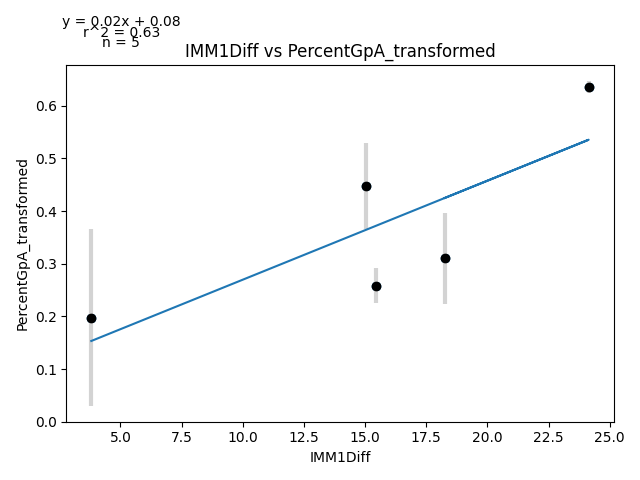 y = 0.02x + 0.08
r^2 = 0.63
n = 5
IMM1Diff vs PercentGpA_transformed
PercentGpA_transformed
0.6
0.5
0.4
0.3
0.2
0.1
0.0
5.0 7.5 10.0 12.5 15.0 17.5 20.0 22.5 25.0
IMM1Diff